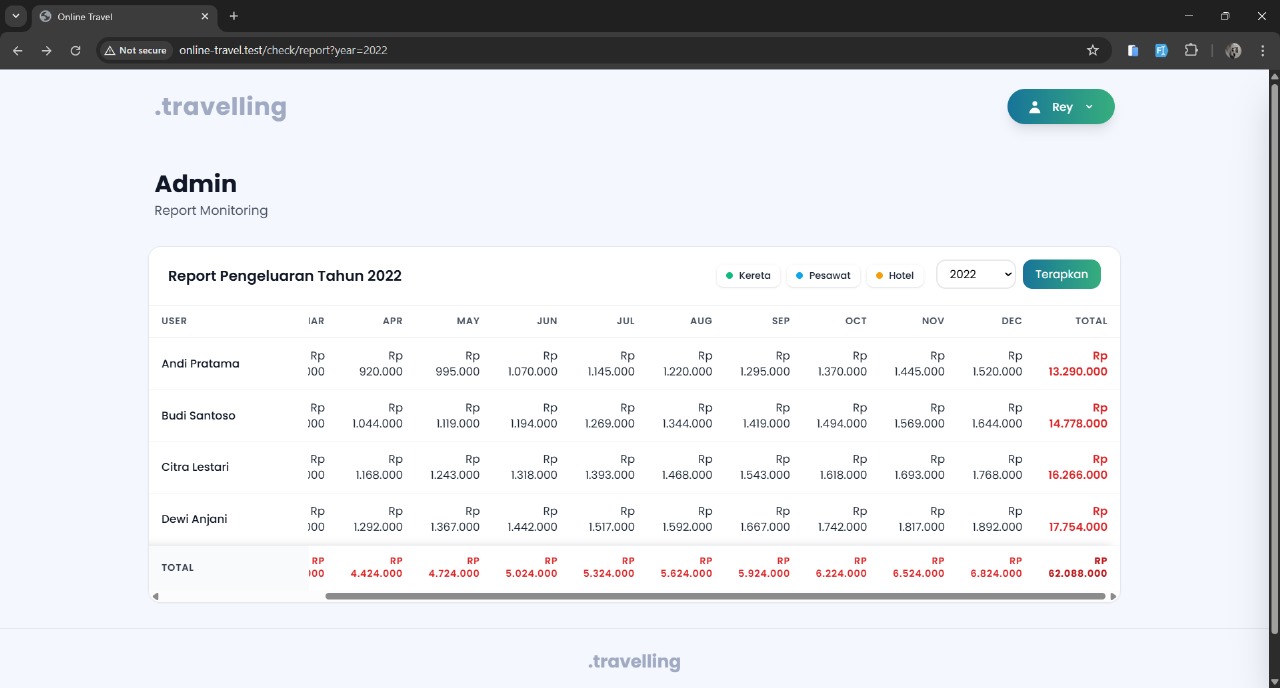 Online Travel
Not secure online-travel.test/check/report?year=2022
.travelling
Rey
Admin
Report Monitoring
Report Pengeluaran Tahun 2022 Kereta Pesawat Hotel 2022 Terapkan
USER APR MAY JUN JUL AUG SEP OCT NOV DEC TOTAL
Rp Rp Rp Rp Rp Rp Rp Rp Rp Rp Rp
Andi Pratama
920.000 995.000 1.070.000 1.145.000 1.220.000 1.295.000 1.370.000 1.445.000 1.520.000 13.290.000
Rp Rp Rp Rp Rp Rp Rp Rp Rp Rp Rp
Budi Santoso
1.044.000 1.119.000 1.194.000 1.269.000 1.344.000 1.419.000 1.494.000 1.569.000 1.644.000 14.778.000
Rp Rp Rp Rp Rp Rp Rp Rp Rp Rp Rp
Citra Lestari
1.168.000 1.243.000 1.318.000 1.393.000 1.468.000 1.543.000 1.618.000 1.693.000 1.768.000 16.266.000
Rp Rp Rp Rp Rp Rp Rp Rp Rp Rp Rp
Dewi Anjani
1.292.000 1.367.000 1.442.000 1.517.000 1.592.000 1.667.000 1.742.000 1.817.000 1.892.000 17.754.000
RP RP RP RP RP RP RP RP RP RP RP
TOTAL
4.424.000 4.724.000 5.024.000 5.324.000 5.624.000 5.924.000 6.224.000 6.524.000 6.824.000 62.088.000
.travelling